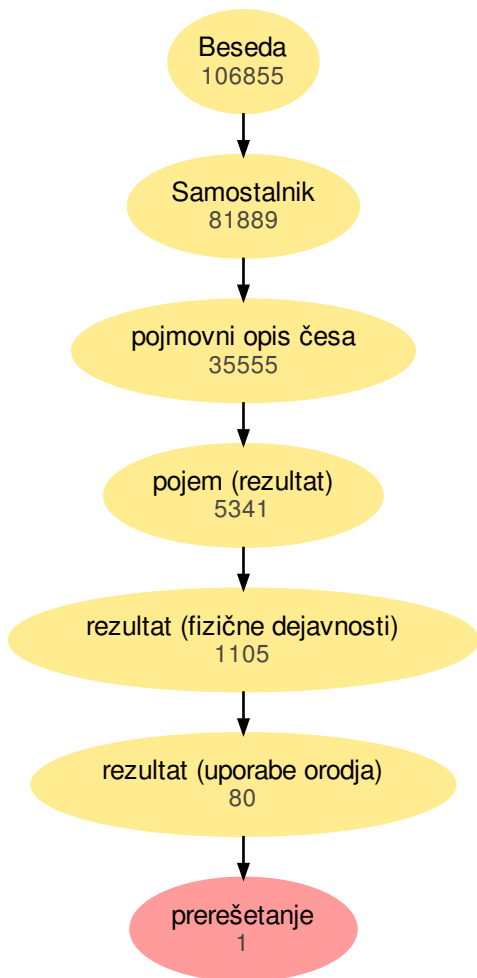 Beseda
106855
Samostalnik
81889
pojmovni opis česa
35555
pojem (rezultat)
5341
rezultat (fizične dejavnosti)
1105
rezultat (uporabe orodja)
80
prerešetanje
1